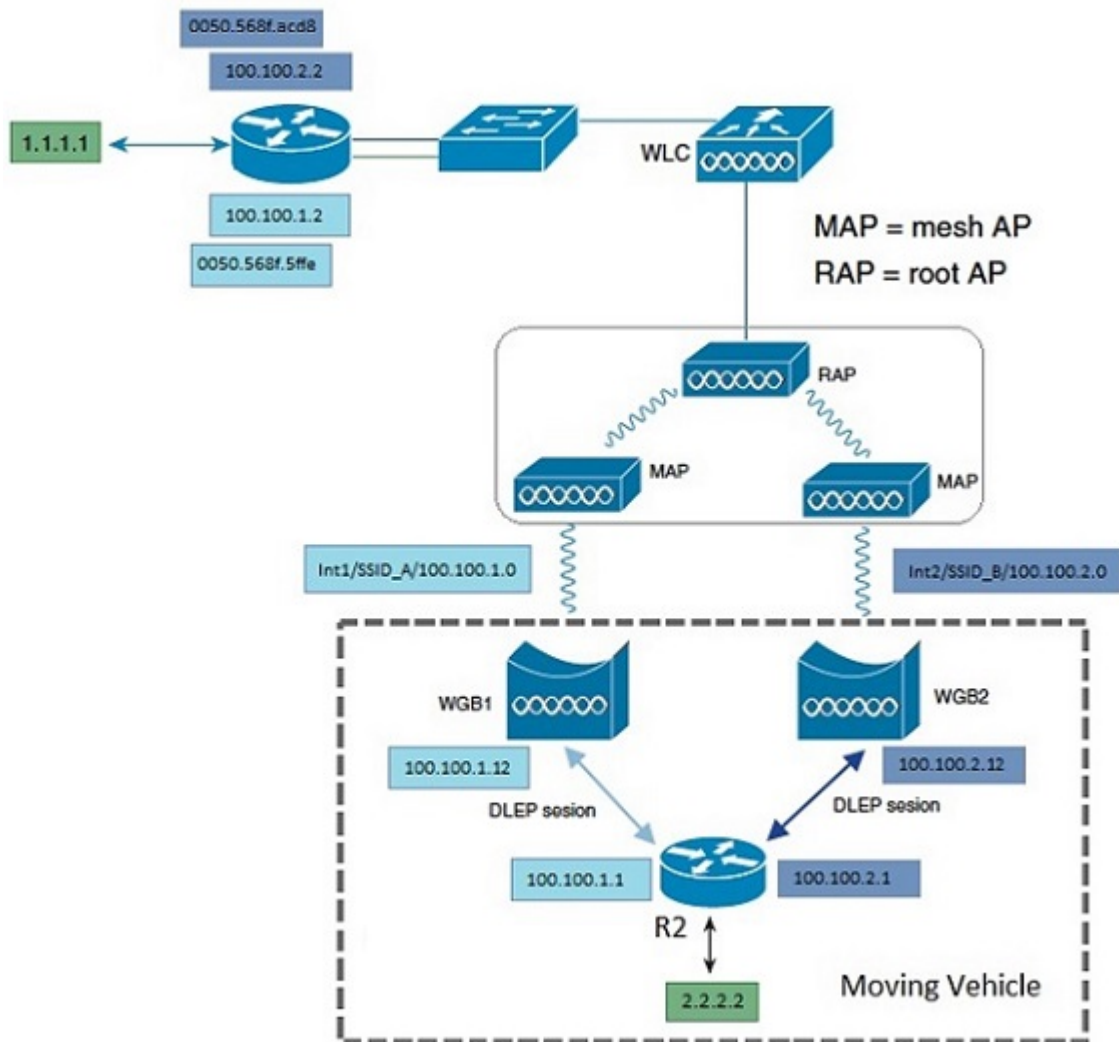 0050.568f.acd8
100.100.2.2
1.1.1.1
WLC
100.100.1.2
0050.568f.5ffe
MAP = mesh AP
RAP = root AP
RAP
MAP
MAP
Int1/SSID_A/100.100.1.0
Int2/SSID_B/100.100.2.0
WGB1
WGB2
100.100.1.12
100.100.2.12
DLEP sesion
DLEP sesion
100.100.1.1
100.100.2.1
R2
2.2.2.2
Moving Vehicle